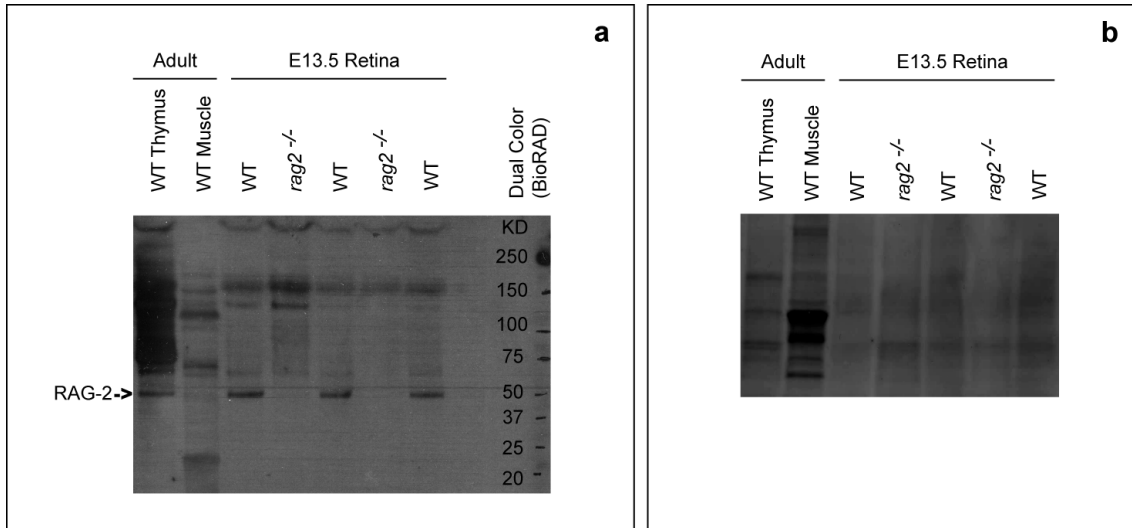 a
Adult
E13.5 Retina
WT Thymus
WT Muscle
WT
rag2 -/-
WT
rag2 -/-
WT
Dual Color
(BioRAD)
KD
250
150
100
75
RAG-2->
50
37
25
20
b
Adult
E13.5 Retina
WT Thymus
WT Muscle
WT
rag2 -/-
WT
rag2 -/-
WT